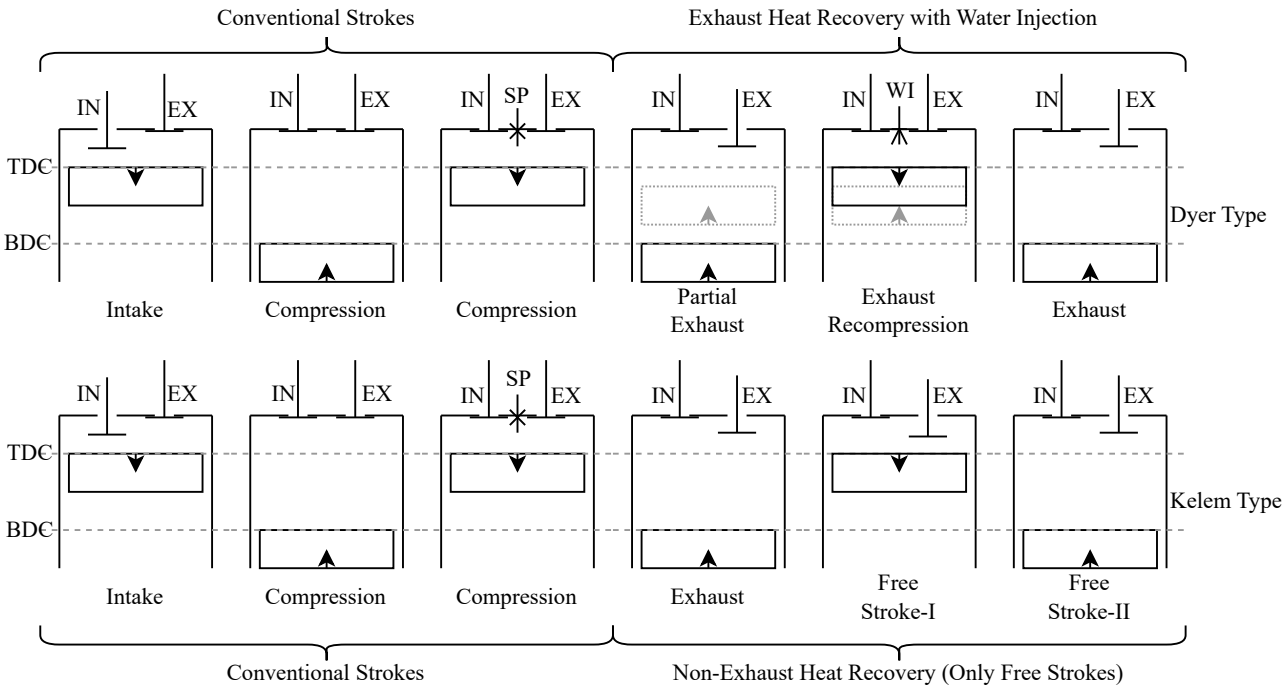 Conventional Strokes
Exhaust Heat Recovery with Water Injection
IN EX
IN EX
IN SP EX
IN EX
IN WI EX
IN EX
TDC
BDC
Dyer Type
Intake
Compression
Compression
Partial
Exhaust
Exhaust
Recompression
Exhaust
IN EX
IN EX
IN SP EX
IN EX
IN EX
IN EX
TDC
BDC
Kelem Type
Intake
Compression
Compression
Exhaust
Free
Stroke-I
Free
Stroke-II
Conventional Strokes
Non-Exhaust Heat Recovery (Only Free Strokes)